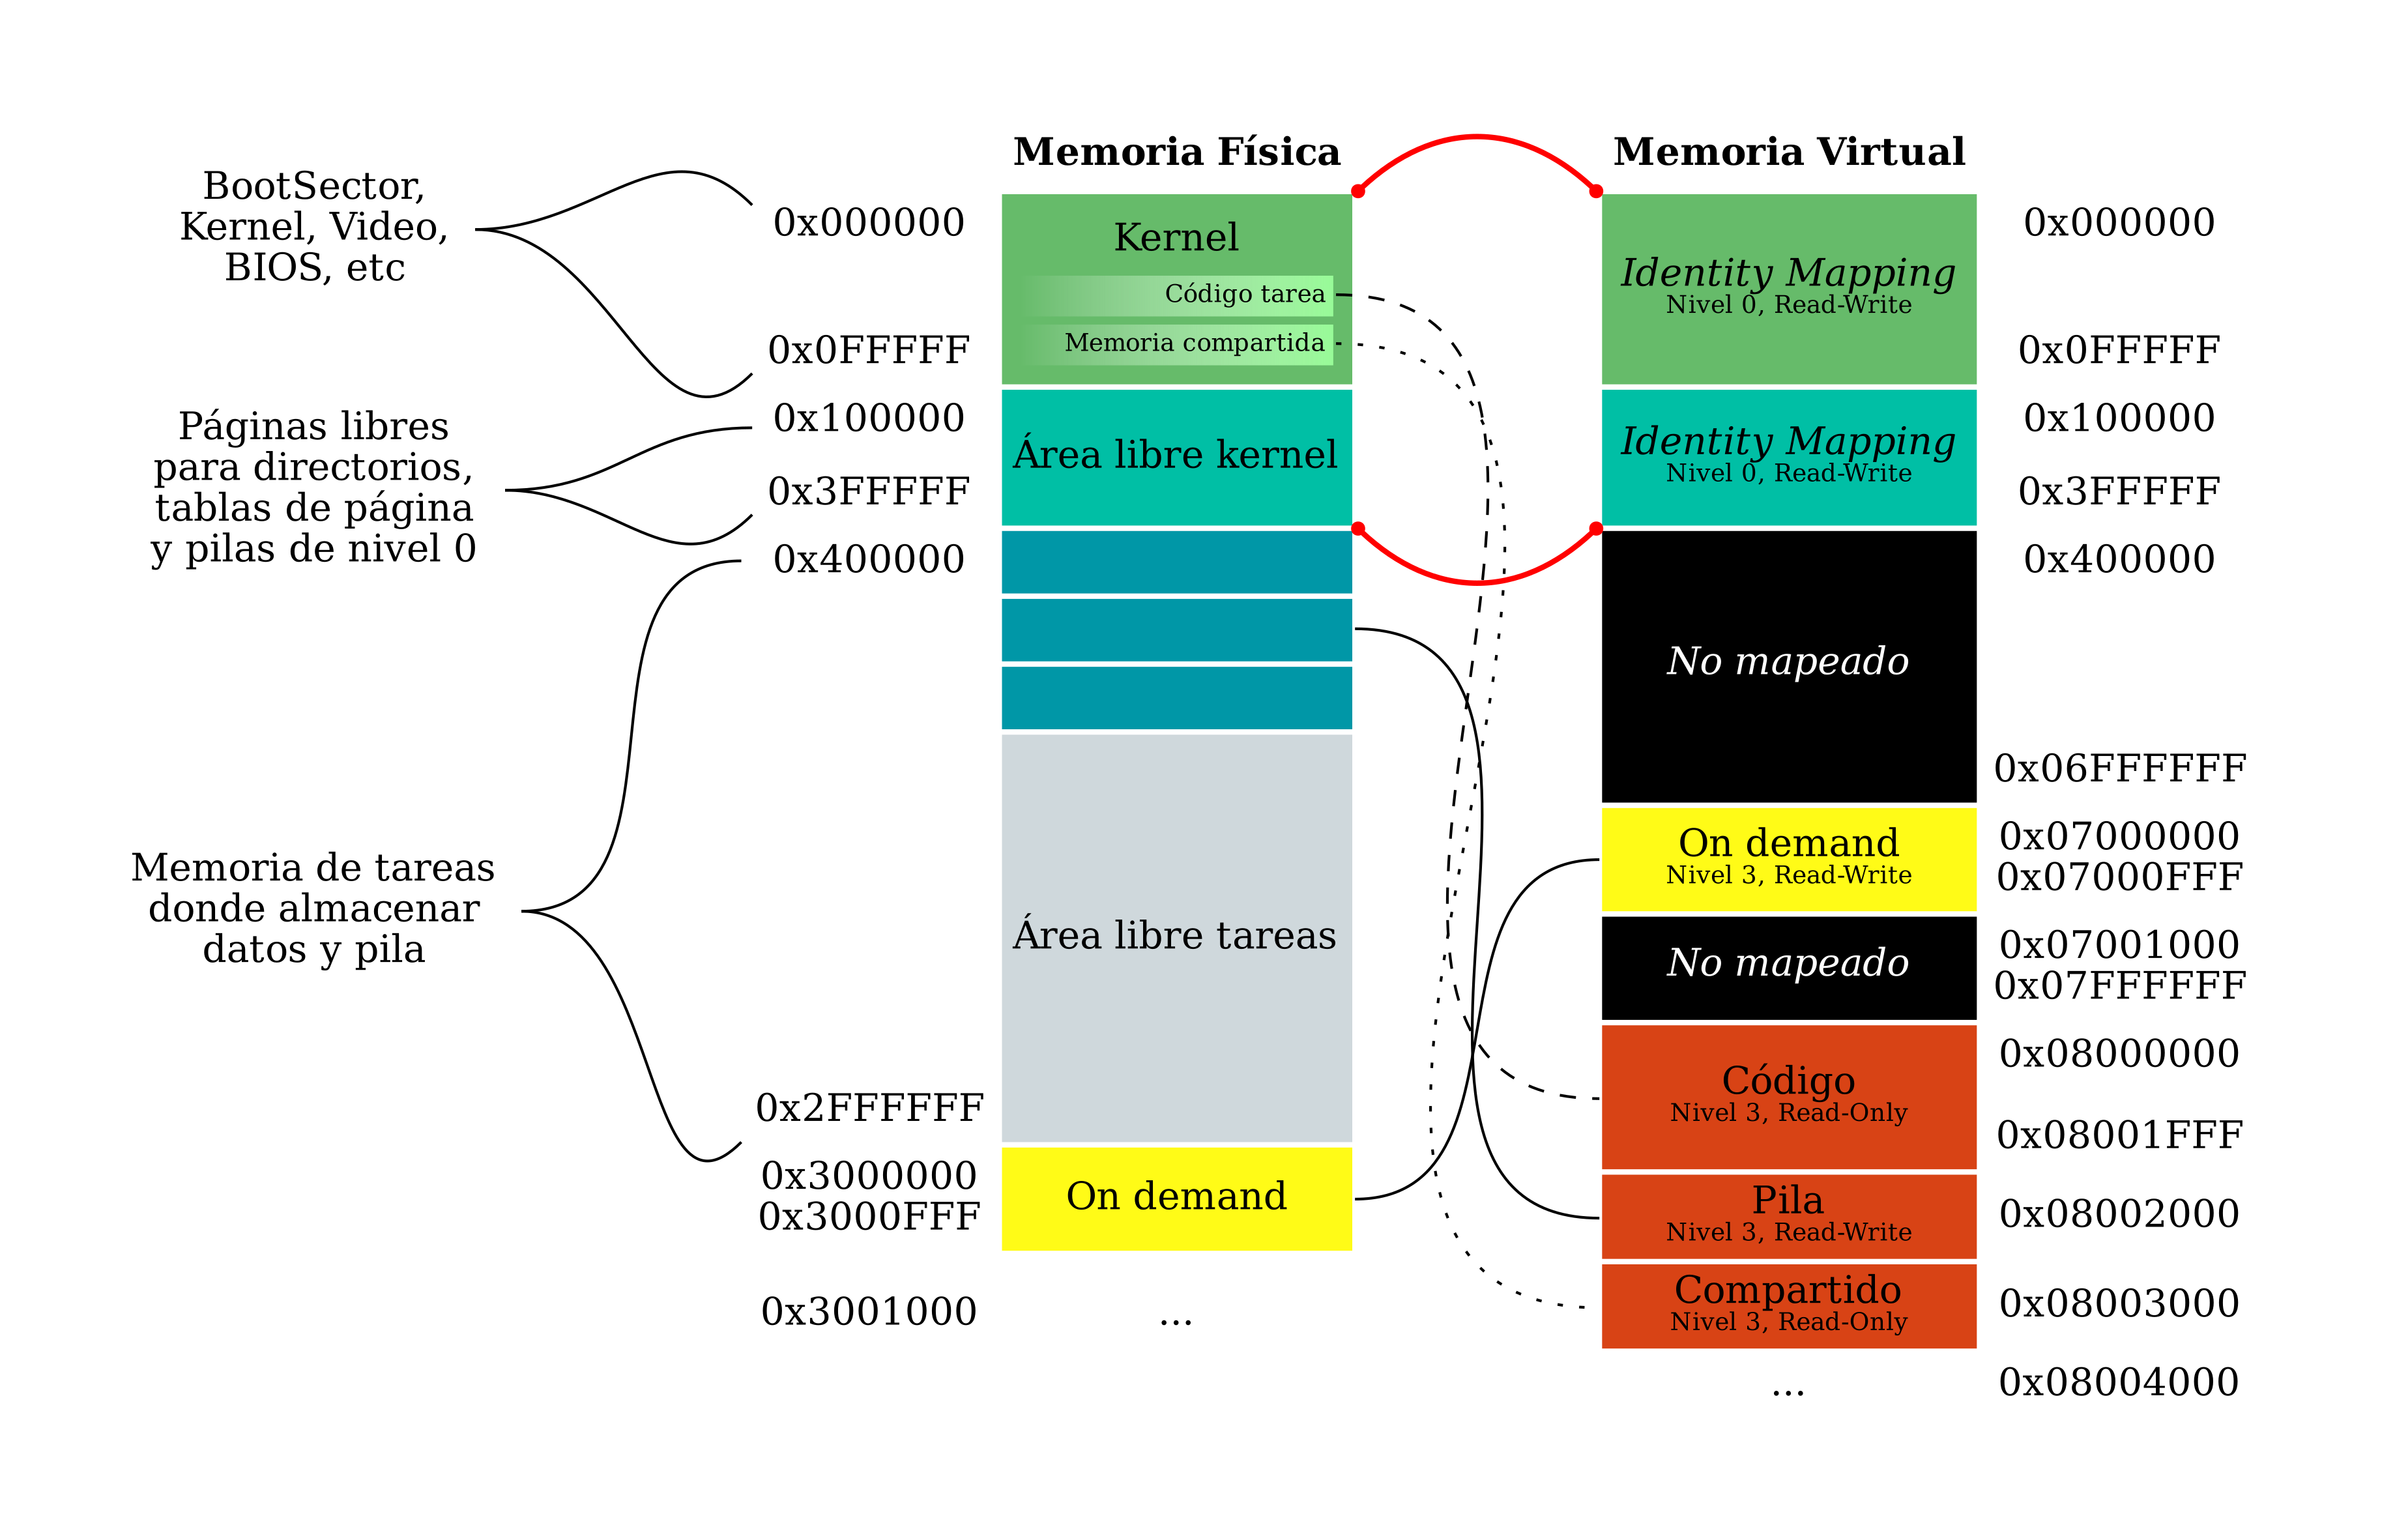 Memoria Física
Memoria Virtual
BootSector,
Kernel, Video,
BIOS, etc
Páginas libres
para directorios,
tablas de página
y pilas de nivel 0
Memoria de tareas
donde almacenar
datos y pila
0x000000
0x0FFFFF
0x100000
0x3FFFFF
0x400000
0x2FFFFFF
0x3000000
0x3000FFF
0x3001000
Kernel
Código tarea
Memoria compartida
Área libre kernel
Área libre tareas
On demand
...
Identity Mapping
Nivel 0, Read-Write
Identity Mapping
Nivel 0, Read-Write
No mapeado
On demand
Nivel 3, Read-Write
No mapeado
Código
Nivel 3, Read-Only
Pila
Nivel 3, Read-Write
Compartido
Nivel 3, Read-Only
...
0x000000
0x0FFFFF
0x100000
0x3FFFFF
0x400000
0x06FFFFFF
0x07000000
0x07000FFF
0x07001000
0x07FFFFFF
0x08000000
0x08001FFF
0x08002000
0x08003000
0x08004000